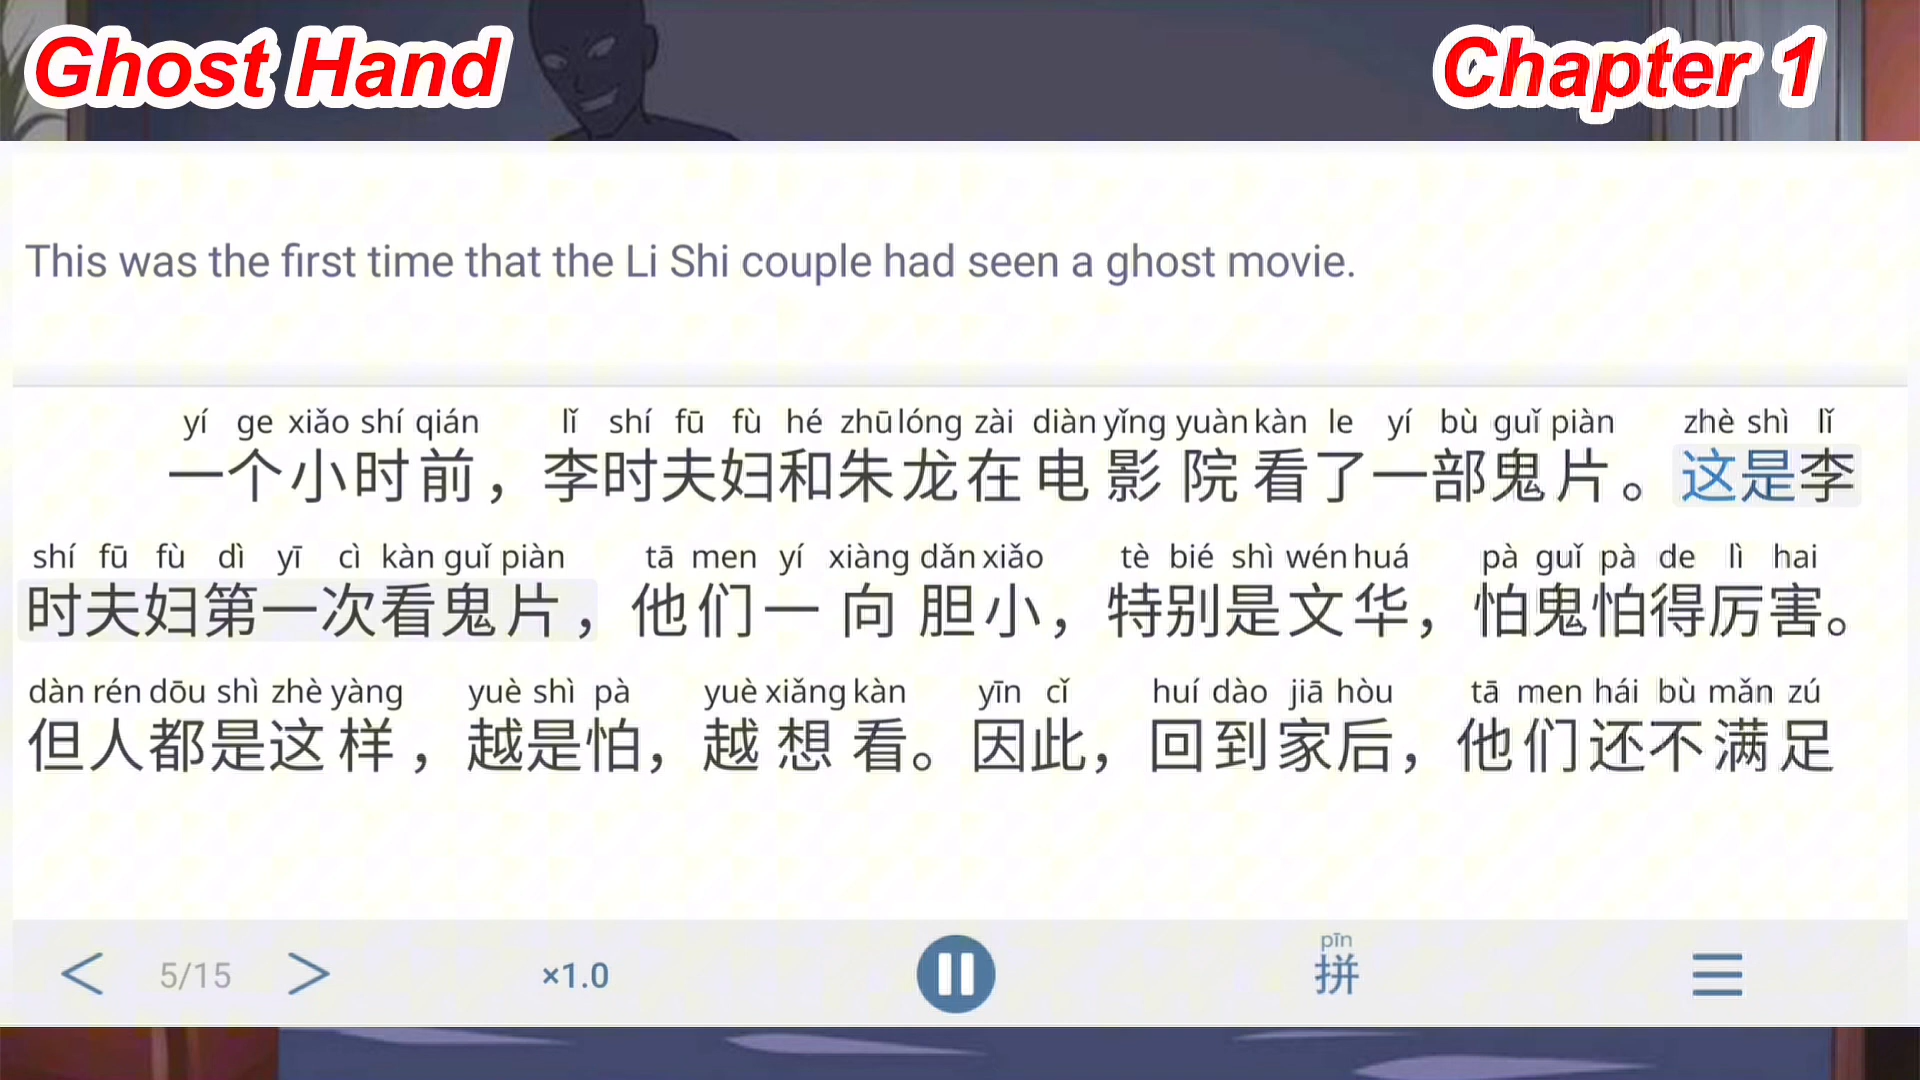 Ghost Hand
Chapter 1
This was the first time that the Li Shi couple had seen a ghost movie.
yí ge xiǎo shí qián lǐ shí fū fù hé zhū lóng zài diàn yǐng yuàn kàn le yí bù guǐ piàn zhè shì lǐ
一个小时前，李时夫妇和朱龙在电影院看了一部鬼片。这是李
shí fū fù dì yī cì kàn guǐ piàn tā men yí xiàng dǎn xiǎo tè bié shì wén huá pà guǐ pà de lì hai
时夫妇第一次看鬼片，他们一向胆小，特别是文华，怕鬼怕得厉害。
dàn rén dōu shì zhè yàng yuè shì pà yuè xiǎng kàn yīn cǐ huí dào jiā hòu tā men hái bù mǎn zú
但人都是这样，越是怕，越想看。因此，回到家后，他们还不满足
< 5/15 > ×1.0 pīn
拼